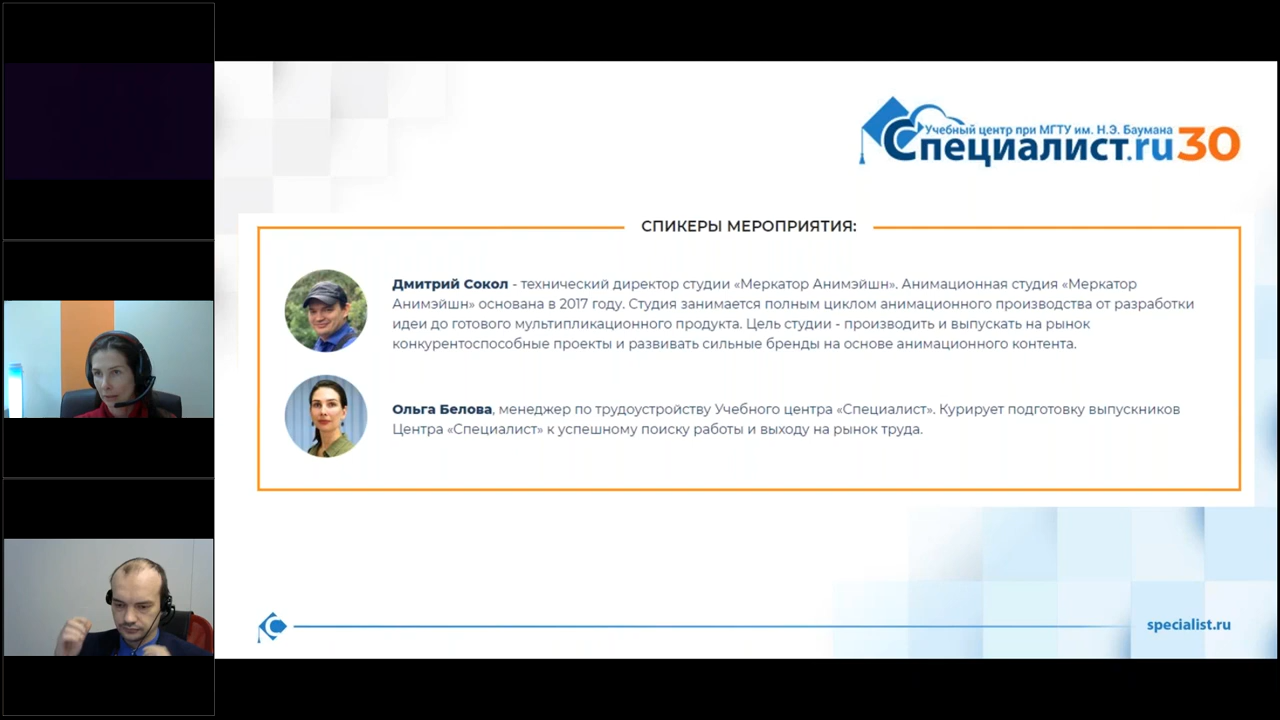 Учебный центр при МГТУ им. Н.Э. Баумана
Специалист.ru 30
СПИКЕРЫ МЕРОПРИЯТИЯ:
Дмитрий Сокол - технический директор студии «Меркатор Анимэйшн». Анимационная студия «Меркатор
Анимэйшн» основана в 2017 году. Студия занимается полным циклом анимационного производства от разработки
идеи до готового мультипликационного продукта. Цель студии - производить и выпускать на рынок
конкурентоспособные проекты и развивать сильные бренды на основе анимационного контента.
Ольга Белова, менеджер по трудоустройству Учебного центра «Специалист». Курирует подготовку выпускников
Центра «Специалист» к успешному поиску работы и выходу на рынок труда.
specialist.ru